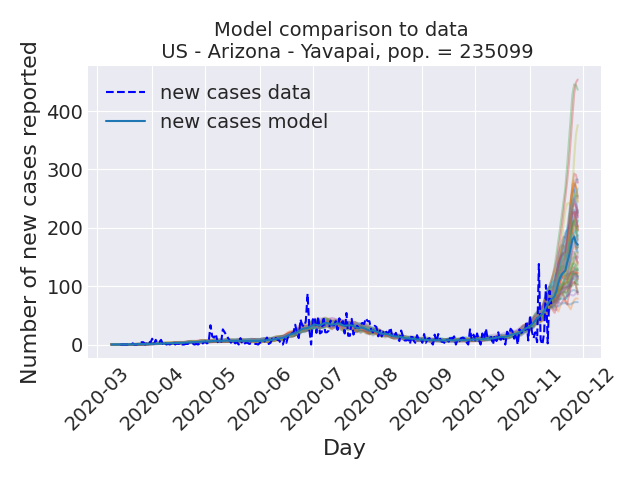 Model comparison to data
US - Arizona - Yavapai, pop. = 235099
Number of new cases reported
400
300
200
100
0
new cases data
new cases model
2020-03
2020-04
2020-05
2020-06
2020-07
2020-08
2020-09
2020-10
2020-11
2020-12
Day